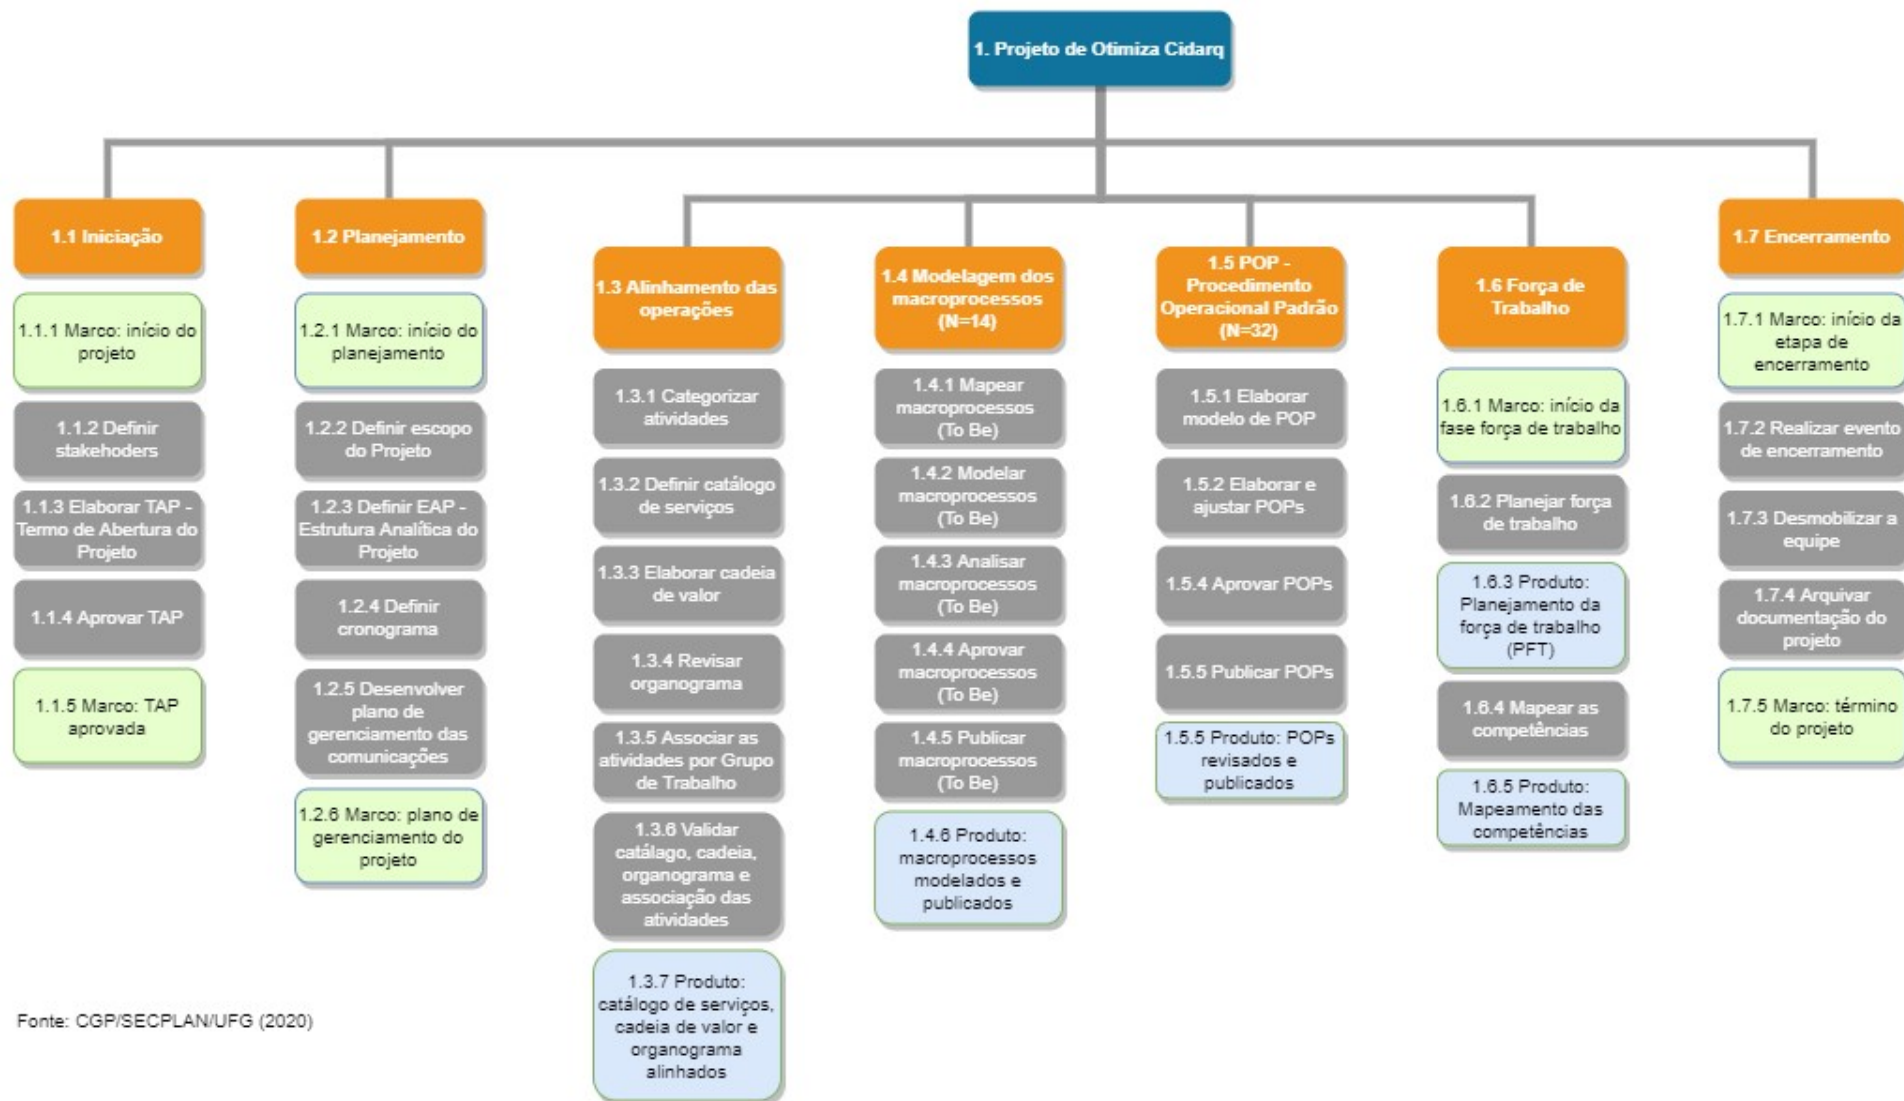 1. Projeto de Otimiza Cidarq
1.1 Iniciação
1.1.1 Marco: início do
projeto
1.1.2 Definir
stakehoders
1.1.3 Elaborar TAP -
Termo de Abertura do
Projeto
1.1.4 Aprovar TAP
1.1.5 Marco: TAP
aprovada
1.2 Planejamento
1.2.1 Marco: início do
planejamento
1.2.2 Definir escopo
do Projeto
1.2.3 Definir EAP -
Estrutura Analítica do
Projeto
1.2.4 Definir
cronograma
1.2.5 Desenvolver
plano de
gerenciamento das
comunicações
1.2.6 Marco: plano de
gerenciamento do
projeto
1.3 Alinhamento das
operações
1.3.1 Categorizar
atividades
1.3.2 Definir catálogo
de serviços
1.3.3 Elaborar cadeia
de valor
1.3.4 Revisar
organograma
1.3.5 Associar as
atividades por Grupo
de Trabalho
1.3.6 Validar
catálago, cadeia,
organograma e
associação das
atividades
1.3.7 Produto:
catálogo de serviços,
cadeia de valor e
organograma
alinhados
1.4 Modelagem dos
macroprocessos
(N=14)
1.4.1 Mapear
macroprocessos
(To Be)
1.4.2 Modelar
macroprocessos
(To Be)
1.4.3 Analisar
macroprocessos
(To Be)
1.4.4 Aprovar
macroprocessos
(To Be)
1.4.5 Publicar
macroprocessos
(To Be)
1.4.6 Produto:
macroprocessos
modelados e
publicados
1.5 POP -
Procedimento
Operacional Padrão
(N=32)
1.5.1 Elaborar
modelo de POP
1.5.2 Elaborar e
ajustar POPs
1.5.4 Aprovar POPs
1.5.5 Publicar POPs
1.5.5 Produto: POPs
revisados e
publicados
1.6 Força de
Trabalho
1.6.1 Marco: início da
fase força de trabalho
1.6.2 Planejar força
de trabalho
1.6.3 Produto:
Planejamento da
força de trabalho
(PFT)
1.6.4 Mapear as
competências
1.6.5 Produto:
Mapeamento das
competências
1.7 Encerramento
1.7.1 Marco: início da
etapa de
encerramento
1.7.2 Realizar evento
de encerramento
1.7.3 Desmobilizar a
equipe
1.7.4 Arquivar
documentação do
projeto
1.7.5 Marco: término
do projeto
Fonte: CGP/SECPLAN/UFG (2020)